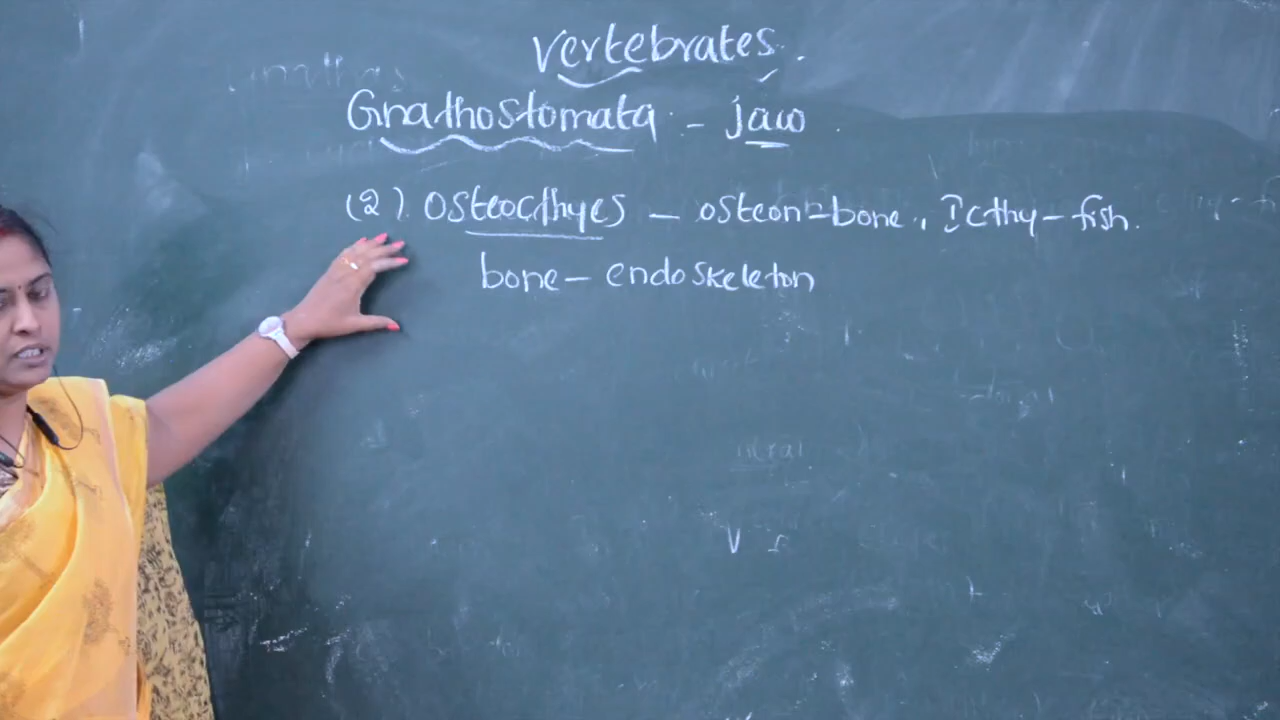 Vertebrates.
Gnathostomata - jaw
(2). Osteocthyes - osteon-bone, Icthy-fish.
bone - endoskeleton